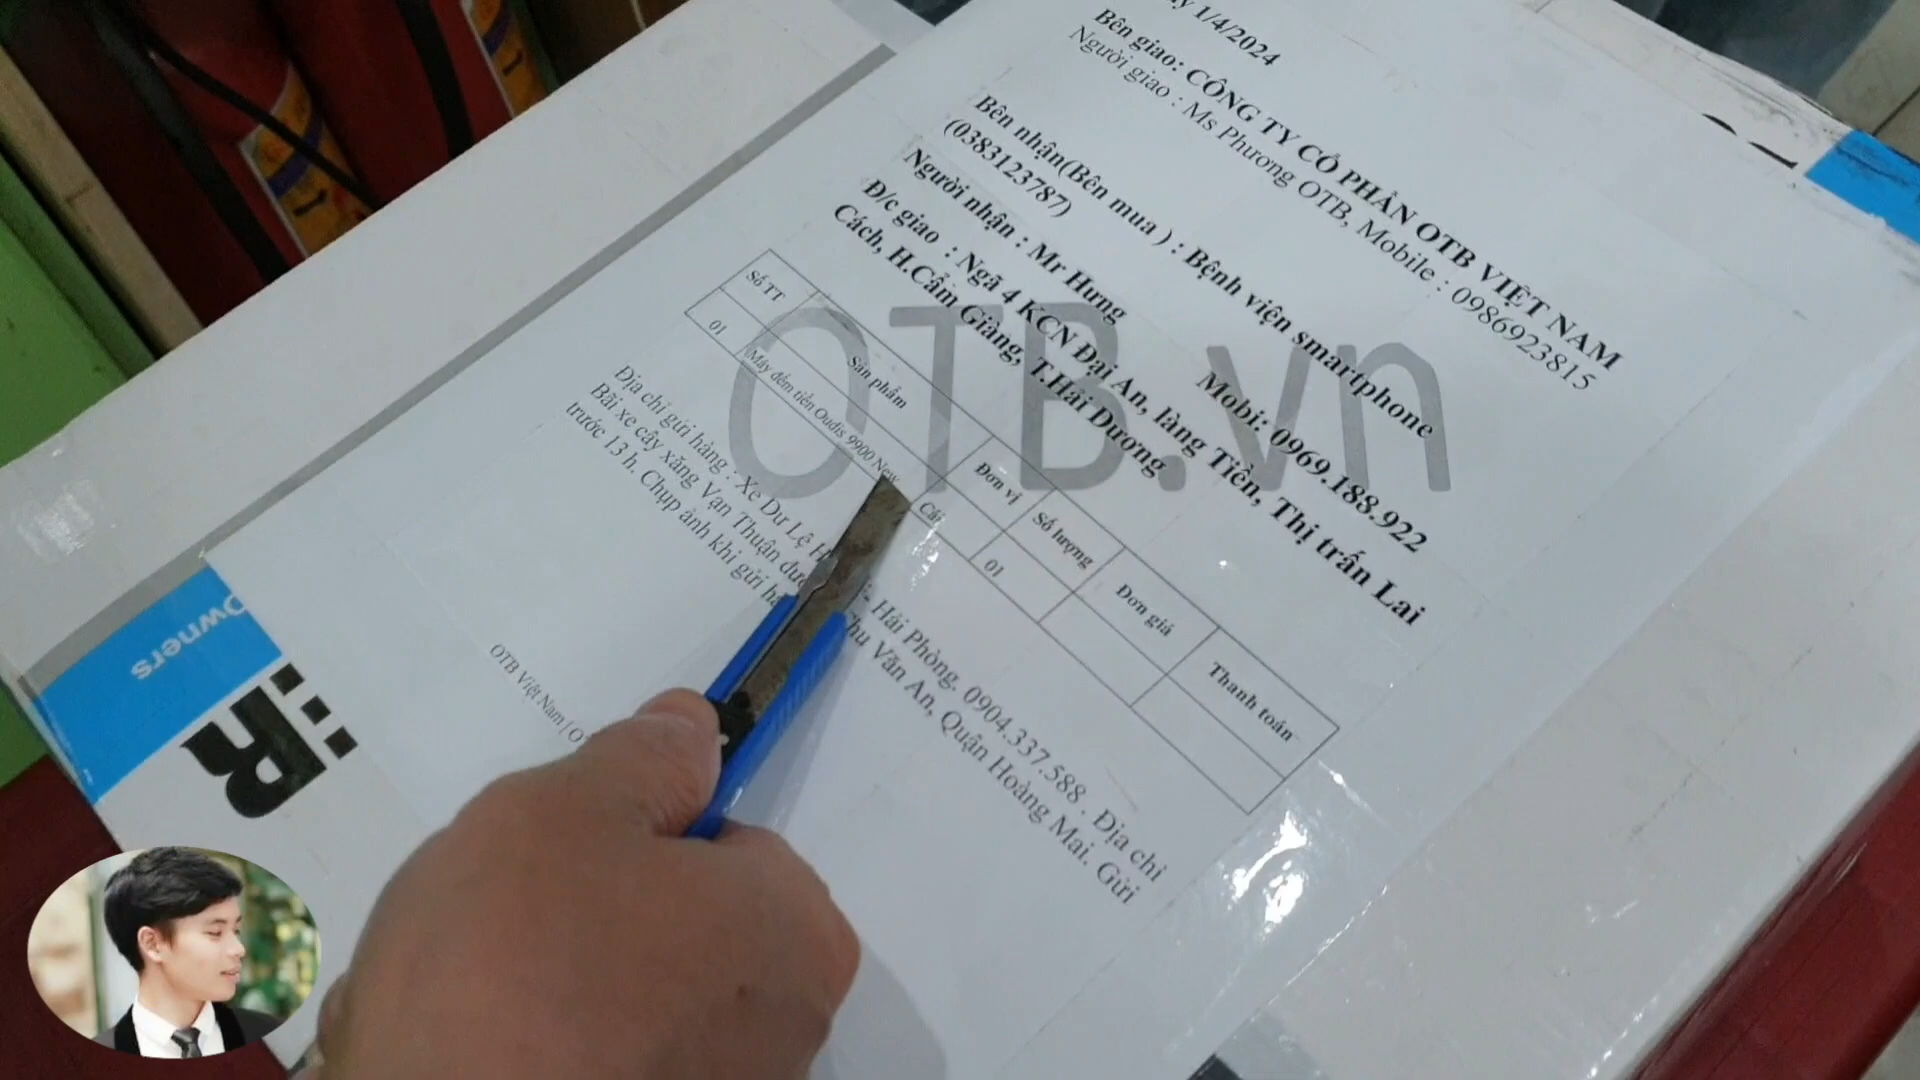 1/4/2024
Bên giao: CÔNG TY CỔ PHẦN OTB VIỆT NAM
Người giao : Ms Phương OTB, Mobile : 0986923815
Bên nhận(Bên mua ) : Bệnh viện smartphone
(0383123787)
Người nhận : Mr Hưng Mobi: 0969.188.922
Đ/c giao : Ngã 4 KCN Đại An, làng Tiền, Thị trấn Lai
Cách, H.Cẩm Giàng, T.Hải Dương
OTB.vn
Số TT Sản phẩm Đơn vị Số lượng Đơn giá Thanh toán
01 Máy đếm tiền Oudis 9900 New Cái 01
Địa chỉ gửi hàng : Xe Dư Lệ Hải Phòng. 0904.337.588 . Địa chỉ
Bãi xe cây xăng Vạn Thuận Chu Văn An, Quận Hoàng Mai. Gửi
trước 13 h. Chụp ảnh khi gửi
OTB Việt Nam |
Owners